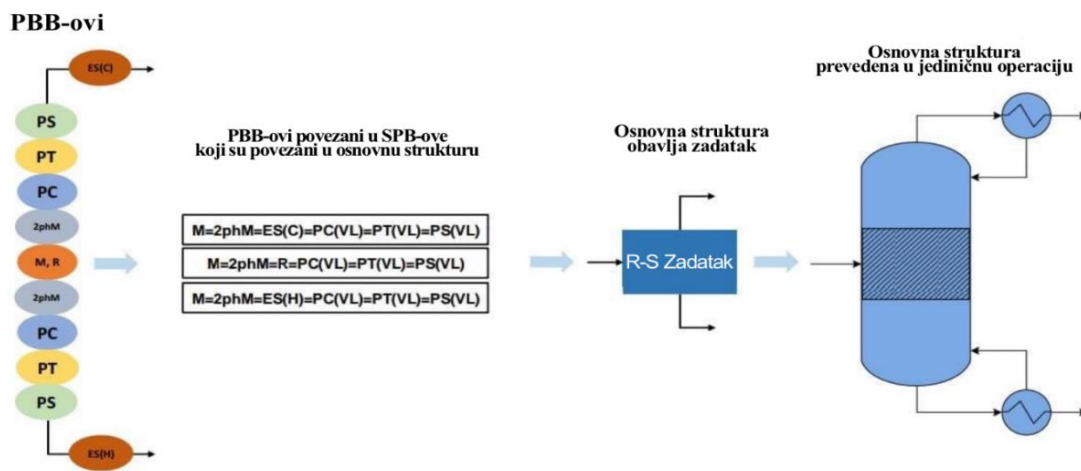 PBB-ovi
ES(C)
PS
PT
PC
2phM
M, R
2phM
PC
PT
PS
ES(H)
PBB-ovi povezani u SPB-ove
koji su povezani u osnovnu strukturu
M=2phM=ES(C)=PC(VL)=PT(VL)=PS(VL)
M=2phM=R=PC(VL)=PT(VL)=PS(VL)
M=2phM=ES(H)=PC(VL)=PT(VL)=PS(VL)
Osnovna struktura
obavlja zadatak
R-S Zadatak
Osnovna struktura
prevedena u jediničnu operaciju